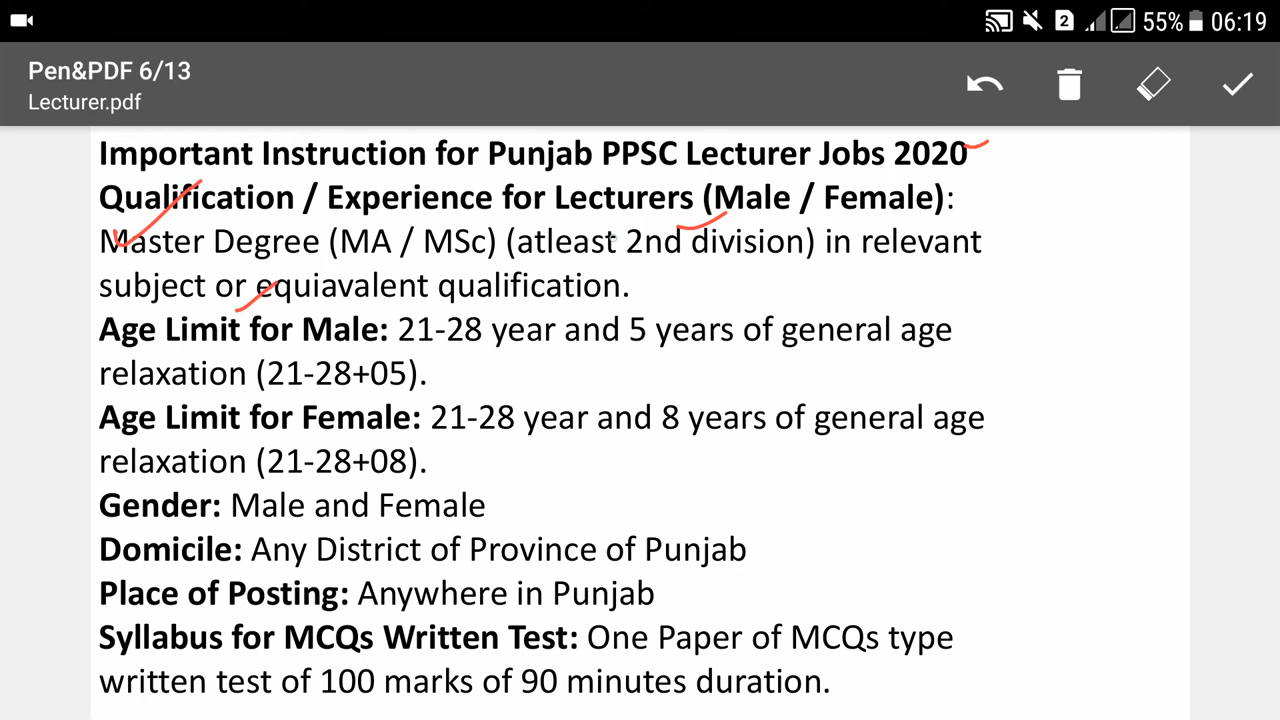 2 55% 06:19
Pen&PDF 6/13
Lecturer.pdf
Important Instruction for Punjab PPSC Lecturer Jobs 2020
Qualification / Experience for Lecturers (Male / Female):
Master Degree (MA / MSc) (atleast 2nd division) in relevant
subject or equiavalent qualification.
Age Limit for Male: 21-28 year and 5 years of general age
relaxation (21-28+05).
Age Limit for Female: 21-28 year and 8 years of general age
relaxation (21-28+08).
Gender: Male and Female
Domicile: Any District of Province of Punjab
Place of Posting: Anywhere in Punjab
Syllabus for MCQs Written Test: One Paper of MCQs type
written test of 100 marks of 90 minutes duration.